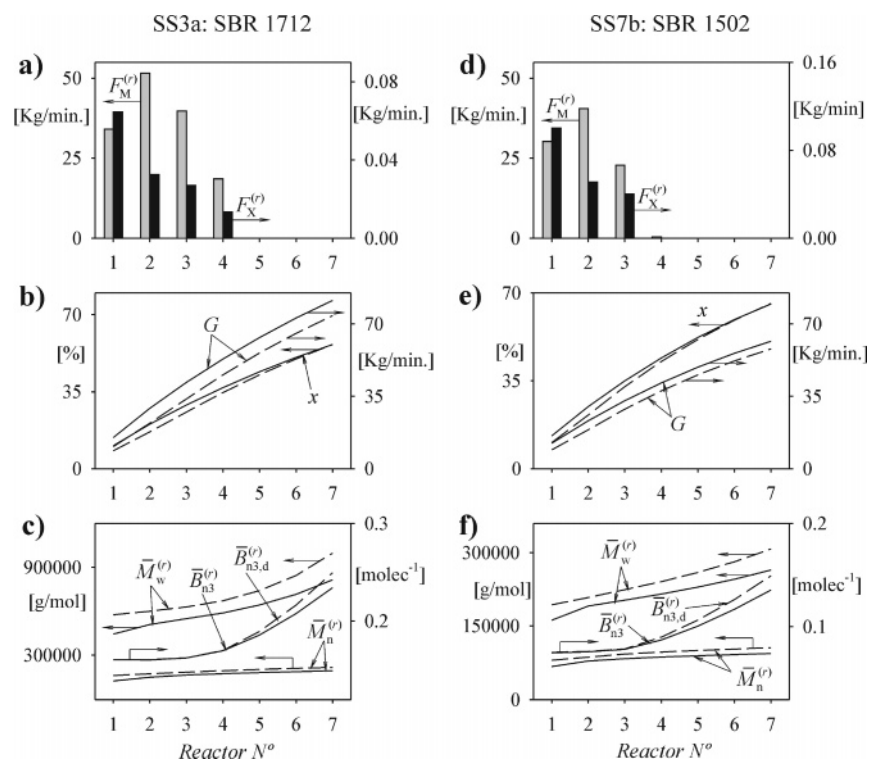 SS3a: SBR 1712
SS7b: SBR 1502
a)
50
[Kg/min.]
25
0
F_M^(r)
F_X^(r)
0.08
[Kg/min.]
0.04
0.00
1 2 3 4 5 6 7
d)
50
[Kg/min.]
25
0
F_M^(r)
F_X^(r)
0.16
[Kg/min]
0.08
0.00
1 2 3 4 5 6 7
b)
70
[%]
35
0
G
x
70
[Kg/min.]
35
0
1 2 3 4 5 6 7
e)
70
[%]
35
0
x
G
70
[Kg/min.]
35
0
1 2 3 4 5 6 7
c)
900000
[g/mol]
300000
M̄_w^(r)
B̄_n3^(r)
B̄_n3,d^(r)
M̄_n^(r)
0.3
[molec⁻¹]
0.2
1 2 3 4 5 6 7
Reactor Nº
f)
300000
[g/mol]
150000
0
M̄_w^(r)
B̄_n3^(r)
B̄_n3,d^(r)
M̄_n^(r)
0.2
[molec⁻¹]
0.1
1 2 3 4 5 6 7
Reactor Nº